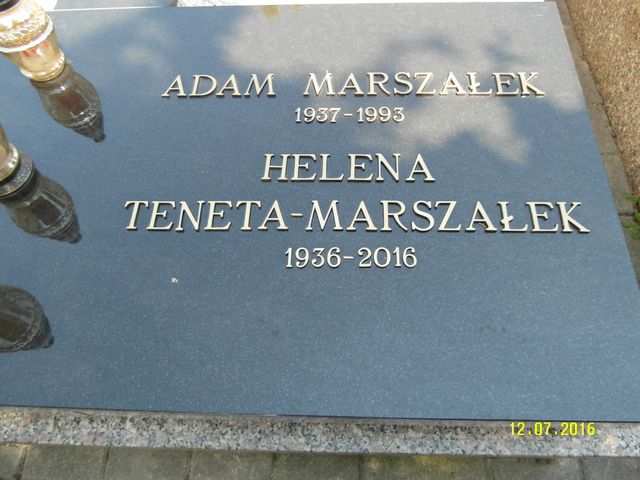 ADAM MARSZAŁEK
1937-1993
HELENA
TENETA-MARSZAŁEK
1936-2016
12.07.2016